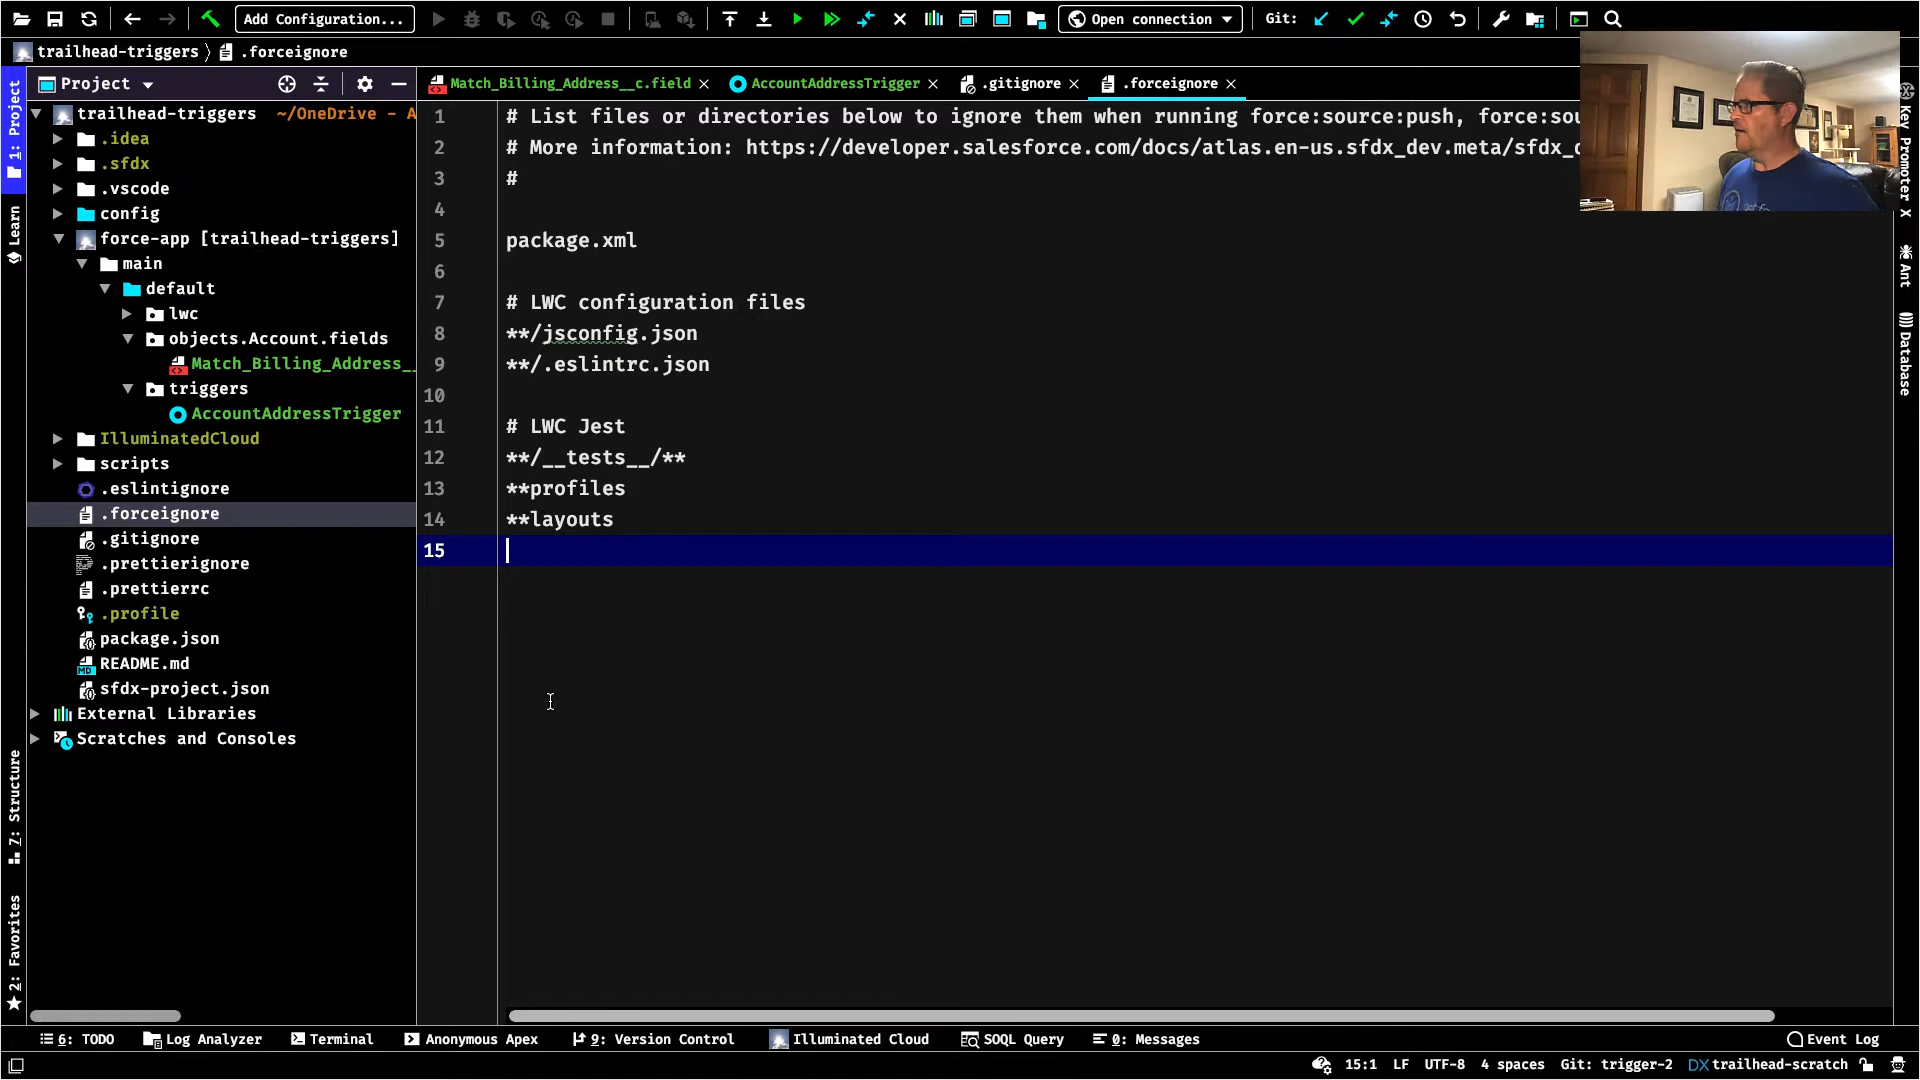 Add Configuration...
Open connection
Git:
trailhead-triggers
.forceignore
1: Project
Learn
7: Structure
2: Favorites
Project
Match_Billing_Address__c.field
AccountAddressTrigger
.gitignore
.forceignore
trailhead-triggers ~/OneDrive - A
.idea
.sfdx
.vscode
config
force-app [trailhead-triggers]
main
default
lwc
objects.Account.fields
Match_Billing_Address__
triggers
AccountAddressTrigger
IlluminatedCloud
scripts
.eslintignore
.forceignore
.gitignore
.prettierignore
.prettierrc
.profile
package.json
README.md
sfdx-project.json
External Libraries
Scratches and Consoles
1 # List files or directories below to ignore them when running force:source:push, force:sou
2 # More information: https://developer.salesforce.com/docs/atlas.en-us.sfdx_dev.meta/sfdx_d
3 #
4
5 package.xml
6
7 # LWC configuration files
8 **/jsconfig.json
9 **/.eslintrc.json
10
11 # LWC Jest
12 **/__tests__/**
13 **profiles
14 **layouts
15
Key Promoter X
Ant
Database
6: TODO
Log Analyzer
Terminal
Anonymous Apex
9: Version Control
Illuminated Cloud
SOQL Query
0: Messages
Event Log
15:1
LF
UTF-8
4 spaces
Git: trigger-2
DX trailhead-scratch